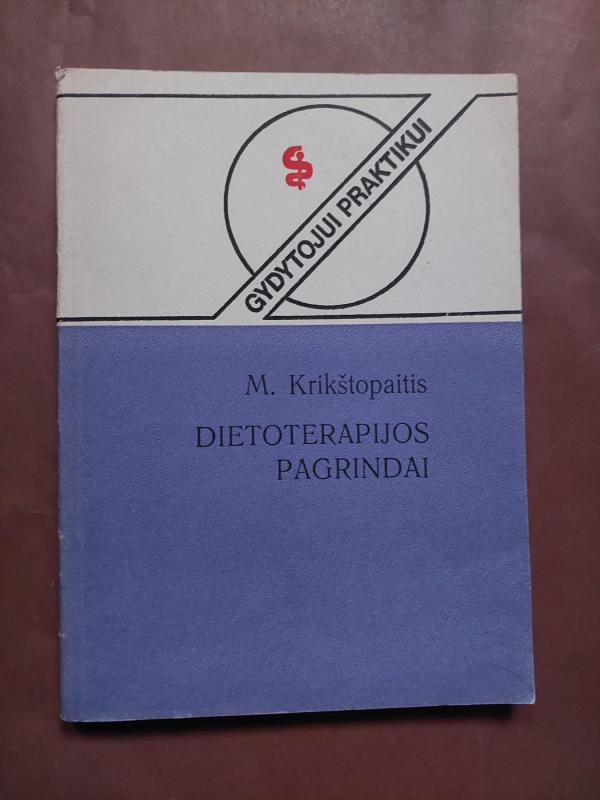 GYDYTOJUI PRAKTIKUI
M. Krikštopaitis
DIETOTERAPIJOS
PAGRINDAI